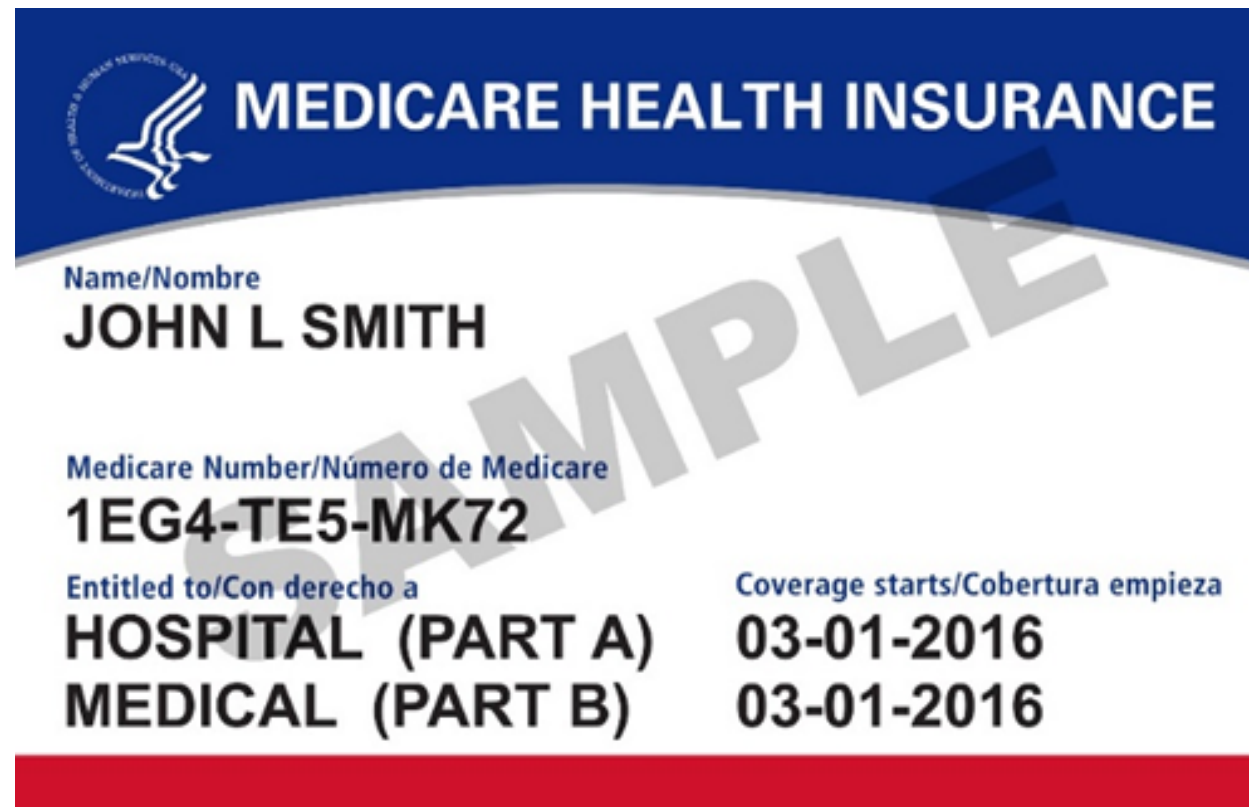 MEDICARE HEALTH INSURANCE
Name/Nombre
JOHN L SMITH
Medicare Number/Número de Medicare
1EG4-TE5-MK72
Entitled to/Con derecho a
Coverage starts/Cobertura empieza
HOSPITAL (PART A) 03-01-2016
MEDICAL (PART B) 03-01-2016
SAMPLE